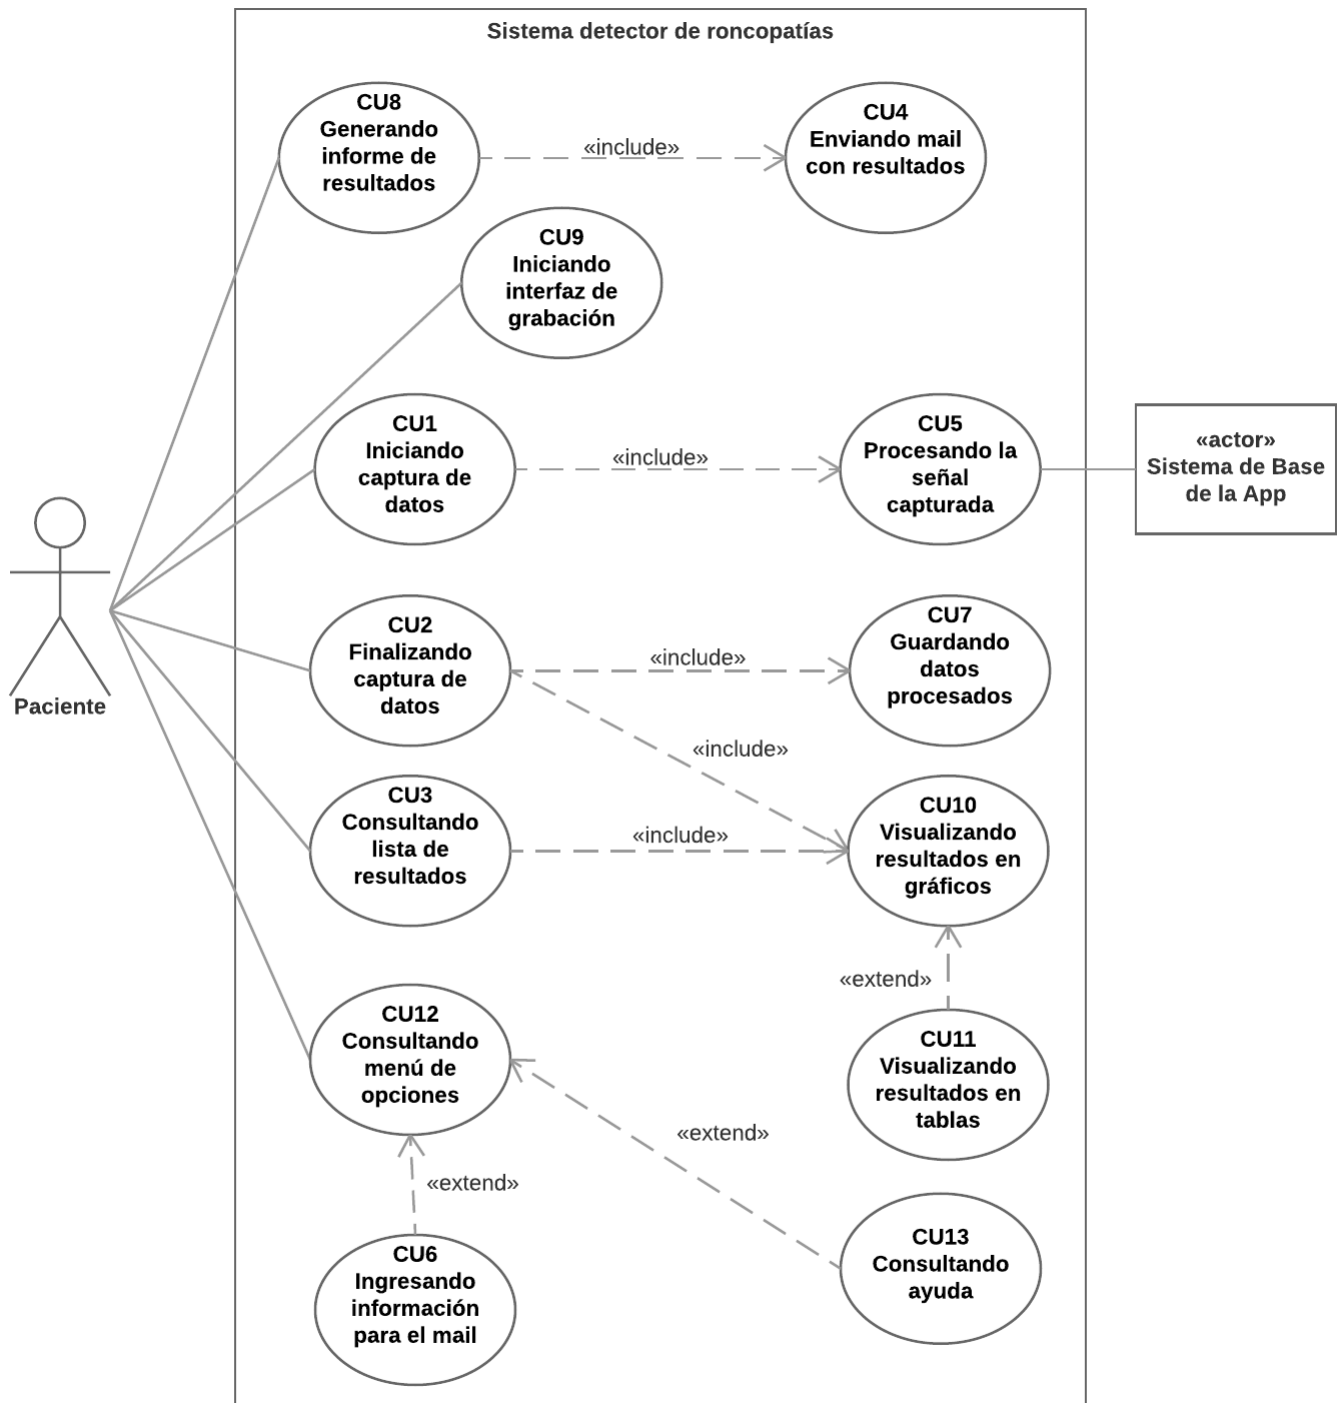 Sistema detector de roncopatías
CU8
Generando
informe de
resultados
«include»
CU4
Enviando mail
con resultados
CU9
Iniciando
interfaz de
grabación
CU1
Iniciando
captura de
datos
«include»
CU5
Procesando la
señal
capturada
«actor»
Sistema de Base
de la App
Paciente
CU2
Finalizando
captura de
datos
«include»
CU7
Guardando
datos
procesados
«include»
CU3
Consultando
lista de
resultados
«include»
CU10
Visualizando
resultados en
gráficos
«extend»
CU12
Consultando
menú de
opciones
CU11
Visualizando
resultados en
tablas
«extend»
«extend»
CU6
Ingresando
información
para el mail
CU13
Consultando
ayuda